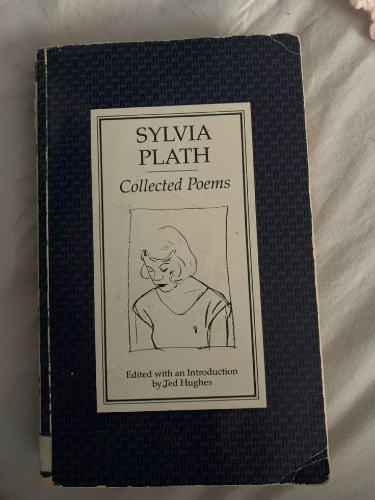 SYLVIA
PLATH
Collected Poems
Edited with an Introduction
by Ted Hughes